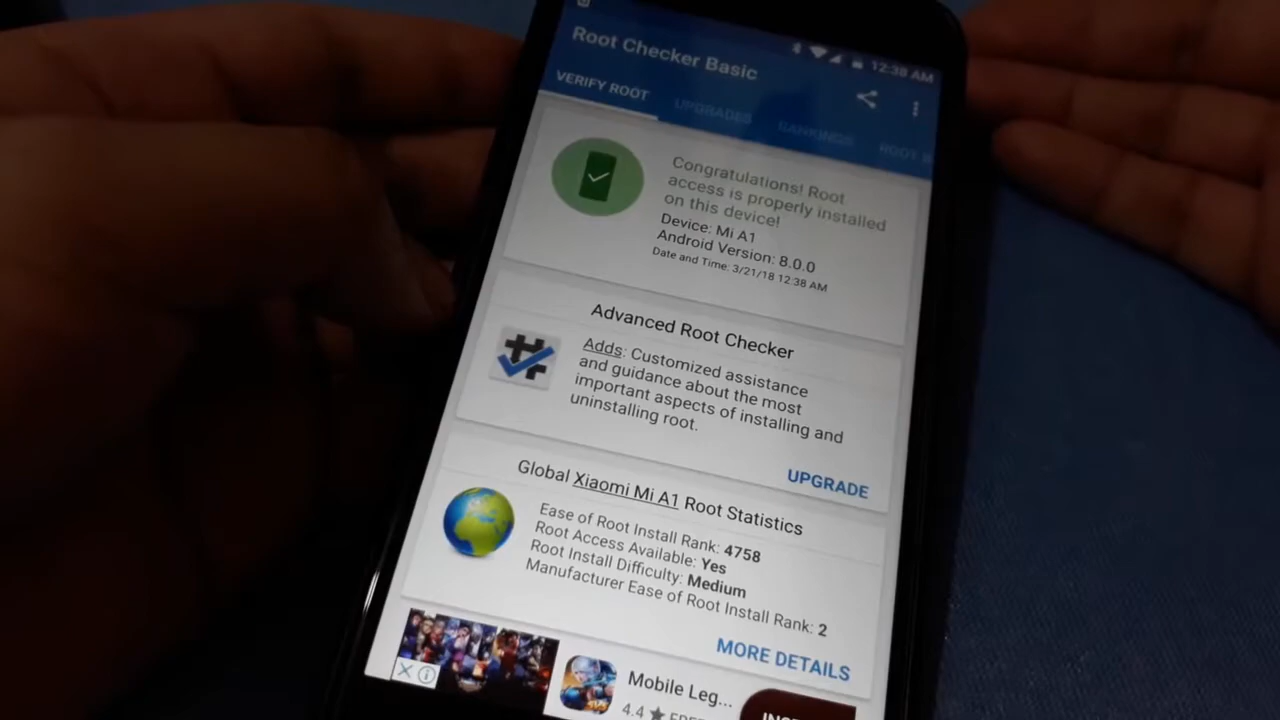 12:38 AM
Root Checker Basic
VERIFY ROOT
UPGRADES
RANKINGS
ROOT
Congratulations! Root
access is properly installed
on this device!
Device: Mi A1
Android Version: 8.0.0
Date and Time: 3/21/18 12:38 AM
Advanced Root Checker
Adds: Customized assistance
and guidance about the most
important aspects of installing and
uninstalling root.
UPGRADE
Global Xiaomi Mi A1 Root Statistics
Ease of Root Install Rank: 4758
Root Access Available: Yes
Root Install Difficulty: Medium
Manufacturer Ease of Root Install Rank: 2
MORE DETAILS
Mobile Leg...
4.4